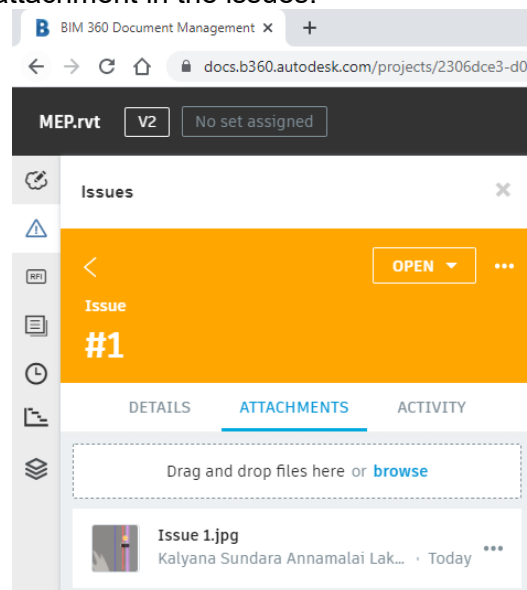 attachment in the issues.
B BIM 360 Document Management × +
docs.b360.autodesk.com/projects/2306dce3-d0
MEP.rvt V2 No set assigned
Issues
OPEN
Issue
#1
RFI
DETAILS ATTACHMENTS ACTIVITY
Drag and drop files here or browse
Issue 1.jpg
Kalyana Sundara Annamalai Lak... · Today